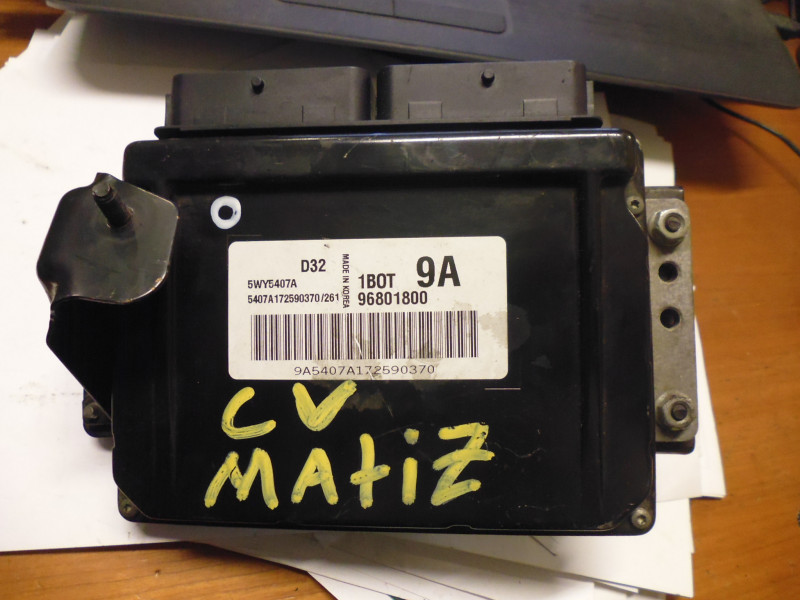 D32
MADE IN KOREA
5WY5407A
1BOT 9A
5407A172590370/261
96801800
9A5407A172590370
CV
MAtiZ